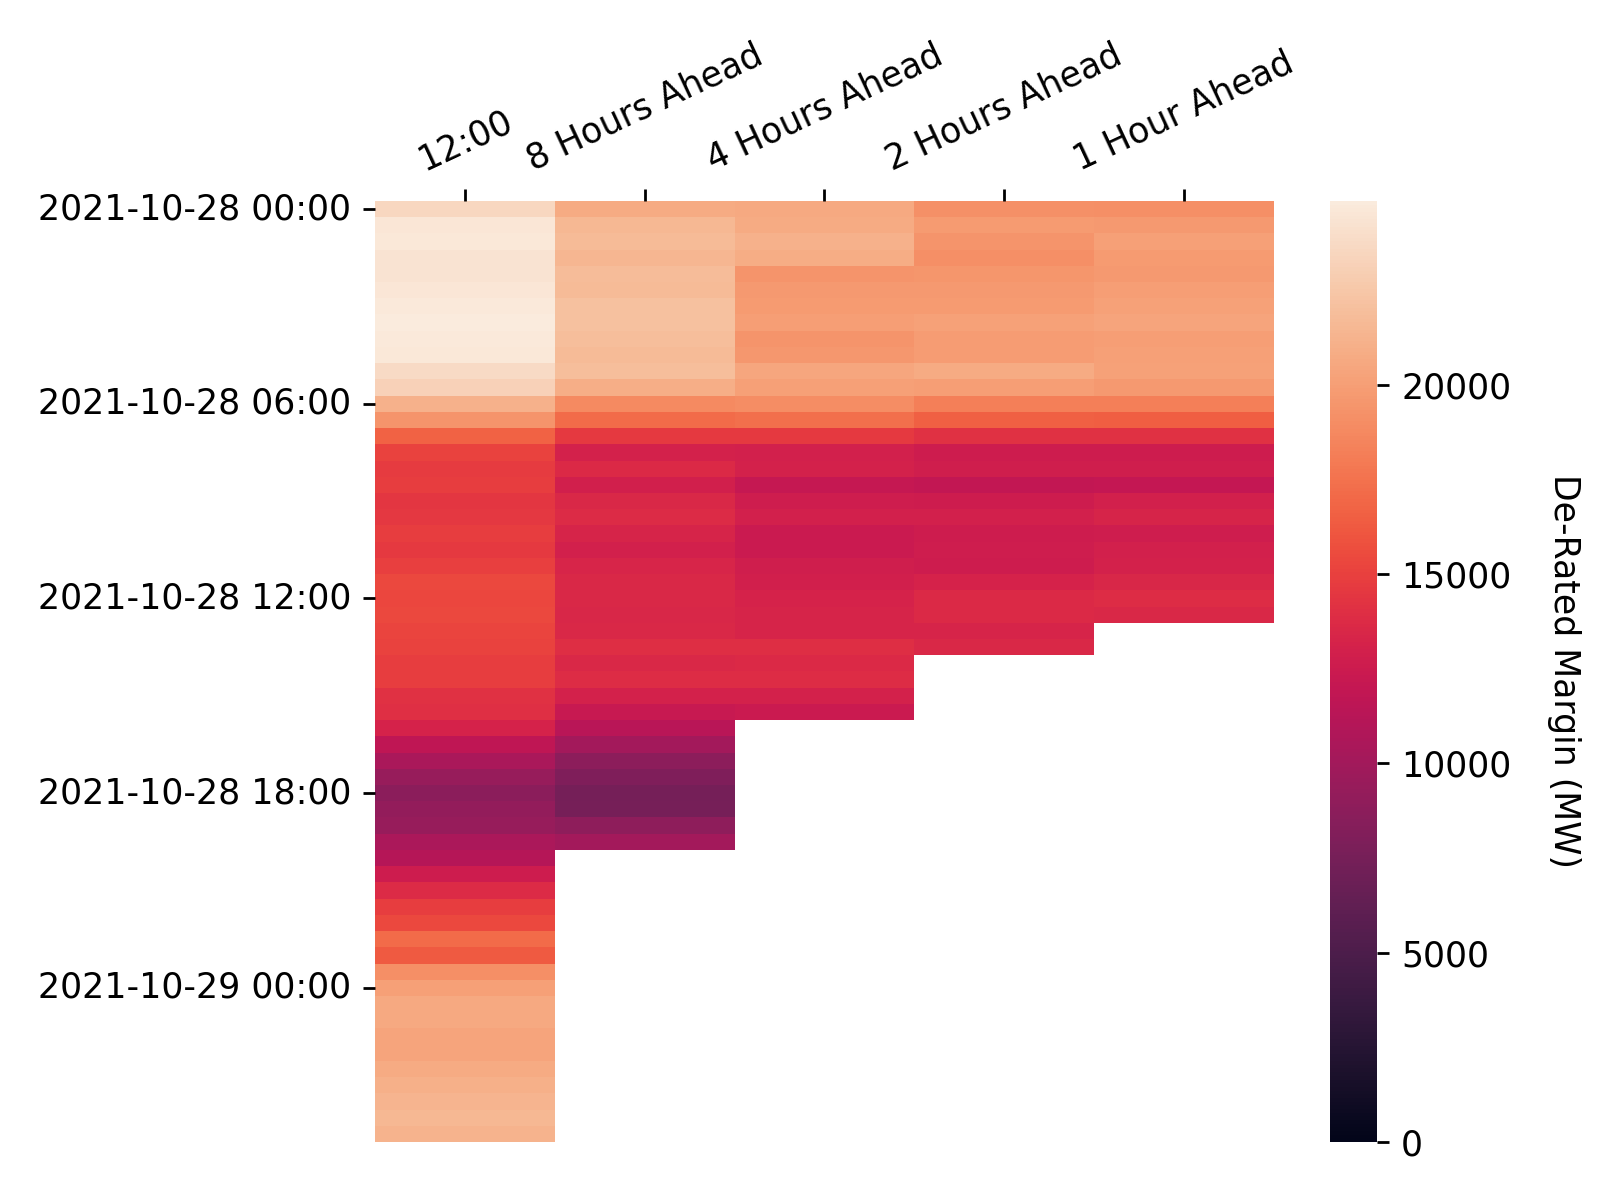 12:00
8 Hours Ahead
4 Hours Ahead
2 Hours Ahead
1 Hour Ahead
2021-10-28 00:00
2021-10-28 06:00
2021-10-28 12:00
2021-10-28 18:00
2021-10-29 00:00
20000
15000
10000
5000
0
De-Rated Margin (MW)